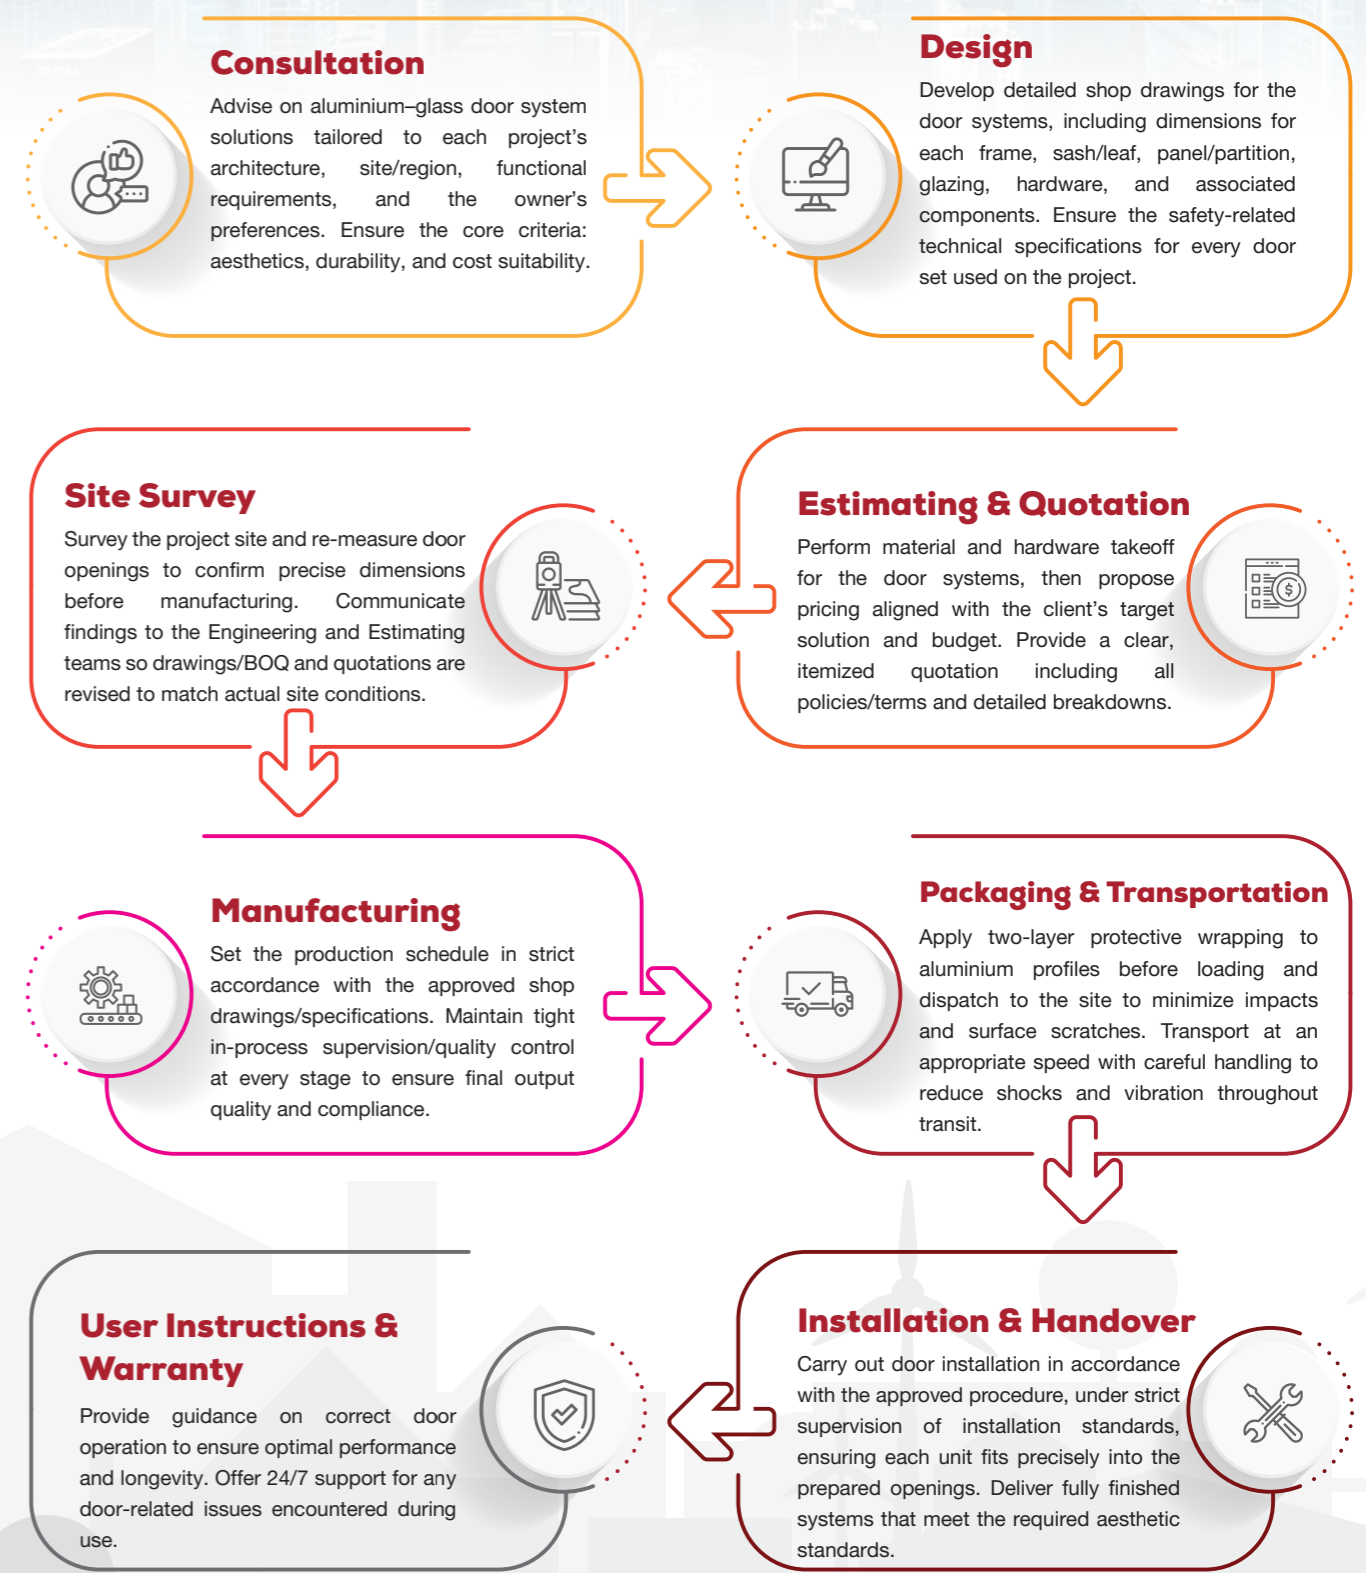 Consultation
Advise on aluminium–glass door system
solutions tailored to each project's
architecture, site/region, functional
requirements, and the owner's
preferences. Ensure the core criteria:
aesthetics, durability, and cost suitability.
Design
Develop detailed shop drawings for the
door systems, including dimensions for
each frame, sash/leaf, panel/partition,
glazing, hardware, and associated
components. Ensure the safety-related
technical specifications for every door
set used on the project.
Estimating & Quotation
Perform material and hardware takeoff
for the door systems, then propose
pricing aligned with the client's target
solution and budget. Provide a clear,
itemized quotation including all
policies/terms and detailed breakdowns.
Site Survey
Survey the project site and re-measure door
openings to confirm precise dimensions
before manufacturing. Communicate
findings to the Engineering and Estimating
teams so drawings/BOQ and quotations are
revised to match actual site conditions.
Manufacturing
Set the production schedule in strict
accordance with the approved shop
drawings/specifications. Maintain tight
in-process supervision/quality control
at every stage to ensure final output
quality and compliance.
Packaging & Transportation
Apply two-layer protective wrapping to
aluminium profiles before loading and
dispatch to the site to minimize impacts
and surface scratches. Transport at an
appropriate speed with careful handling to
reduce shocks and vibration throughout
transit.
Installation & Handover
Carry out door installation in accordance
with the approved procedure, under strict
supervision of installation standards,
ensuring each unit fits precisely into the
prepared openings. Deliver fully finished
systems that meet the required aesthetic
standards.
User Instructions &
Warranty
Provide guidance on correct door
operation to ensure optimal performance
and longevity. Offer 24/7 support for any
door-related issues encountered during
use.